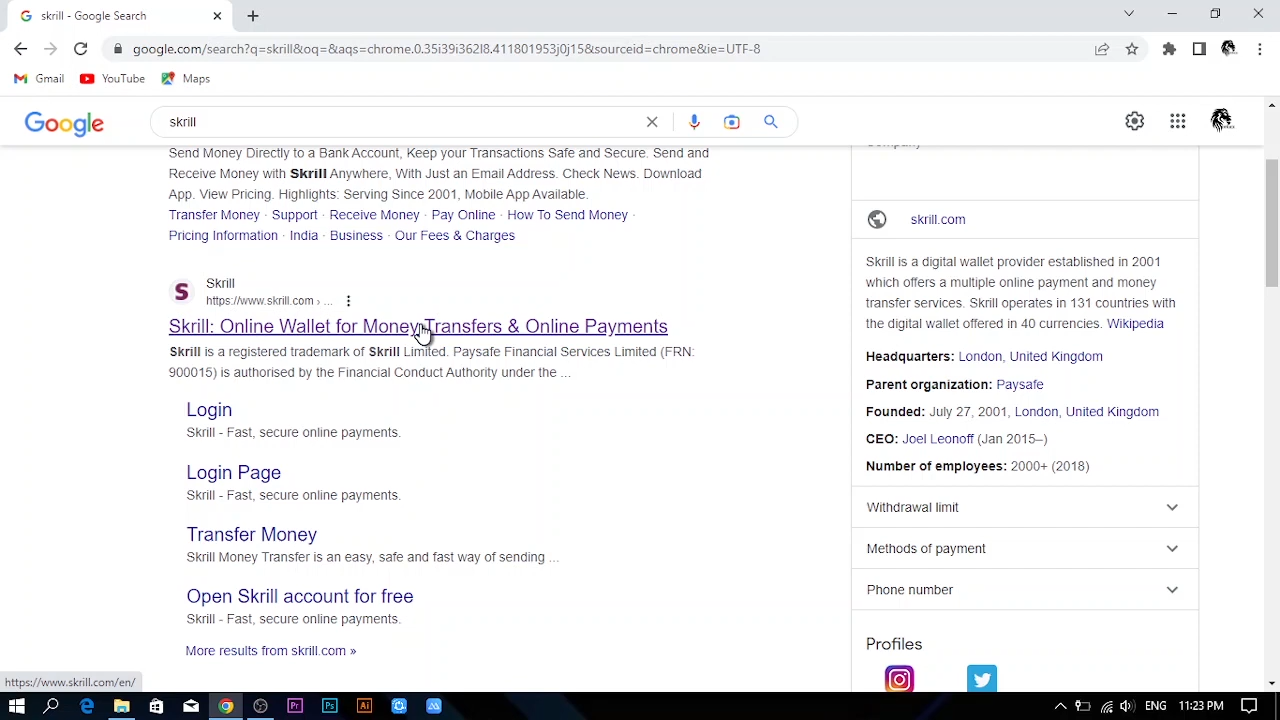 skrill - Google Search
google.com/search?q=skrill&oq=&aqs=chrome.0.35i39i362l8.411801953j0j15&sourceid=chrome&ie=UTF-8
Gmail YouTube Maps
Google skrill
Send Money Directly to a Bank Account, Keep your Transactions Safe and Secure. Send and
Receive Money with Skrill Anywhere, With Just an Email Address. Check News. Download
App. View Pricing. Highlights: Serving Since 2001, Mobile App Available.
Transfer Money · Support · Receive Money · Pay Online · How To Send Money ·
Pricing Information · India · Business · Our Fees & Charges
S
Skrill
https://www.skrill.com › ...
Skrill: Online Wallet for Money Transfers & Online Payments
Skrill is a registered trademark of Skrill Limited. Paysafe Financial Services Limited (FRN:
900015) is authorised by the Financial Conduct Authority under the ...
Login
Skrill - Fast, secure online payments.
Login Page
Skrill - Fast, secure online payments.
Transfer Money
Skrill Money Transfer is an easy, safe and fast way of sending ...
Open Skrill account for free
Skrill - Fast, secure online payments.
More results from skrill.com »
Company
skrill.com
Skrill is a digital wallet provider established in 2001
which offers a multiple online payment and money
transfer services. Skrill operates in 131 countries with
the digital wallet offered in 40 currencies. Wikipedia
Headquarters: London, United Kingdom
Parent organization: Paysafe
Founded: July 27, 2001, London, United Kingdom
CEO: Joel Leonoff (Jan 2015–)
Number of employees: 2000+ (2018)
Withdrawal limit
Methods of payment
Phone number
Profiles
https://www.skrill.com/en/
Pr Ps Ai ENG 11:23 PM